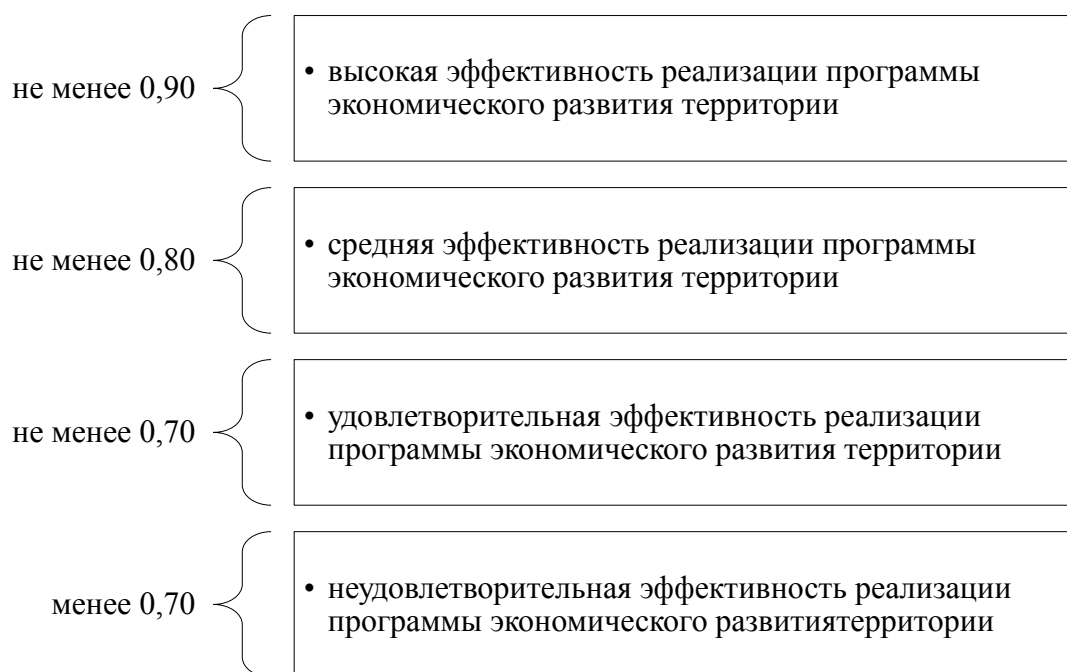 не менее 0,90
• высокая эффективность реализации программы
экономического развития территории
не менее 0,80
• средняя эффективность реализации программы
экономического развития территории
не менее 0,70
• удовлетворительная эффективность реализации
программы экономического развития территории
менее 0,70
• неудовлетворительная эффективность реализации
программы экономического развитиятерритории